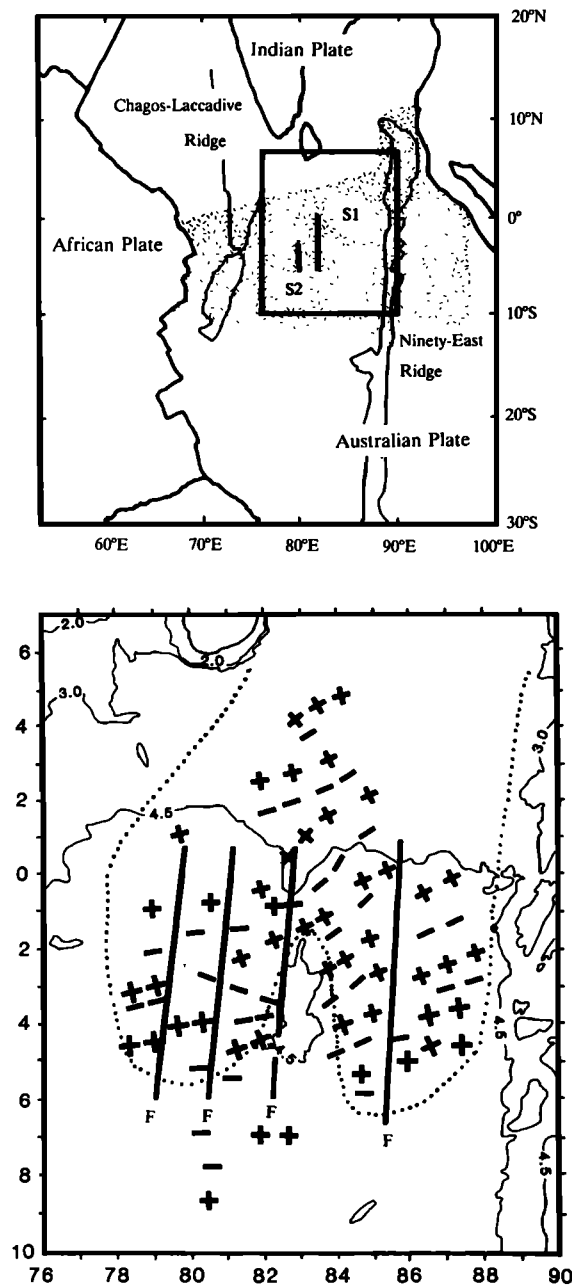 20°N
Indian Plate
Chagos-Laccadive
Ridge
10°N
S1
0°
African Plate
S2
10°S
Ninety-East
Ridge
20°S
Australian Plate
30°S
60°E
70°E
80°E
90°E
100°E
6
2.0
2.0
3.0
3.0
4
4.5
2
0
2
4
4.5
5
6
F
F
F
F
8
4.5
10
76
78
80
82
84
86
88
90